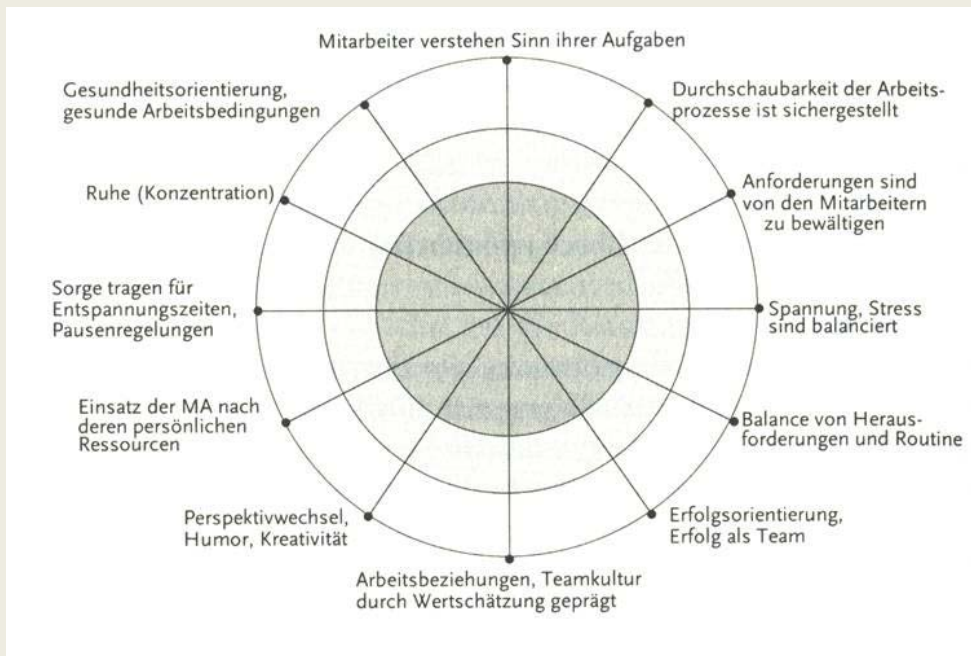 Mitarbeiter verstehen Sinn ihrer Aufgaben
Durchschaubarkeit der Arbeits-
prozesse ist sichergestellt
Anforderungen sind
von den Mitarbeitern
zu bewältigen
Spannung, Stress
sind balanciert
Balance von Heraus-
forderungen und Routine
Erfolgsorientierung,
Erfolg als Team
Arbeitsbeziehungen, Teamkultur
durch Wertschätzung geprägt
Perspektivwechsel,
Humor, Kreativität
Einsatz der MA nach
deren persönlichen
Ressourcen
Sorge tragen für
Entspannungszeiten,
Pausenregelungen
Ruhe (Konzentration)
Gesundheitsorientierung,
gesunde Arbeitsbedingungen